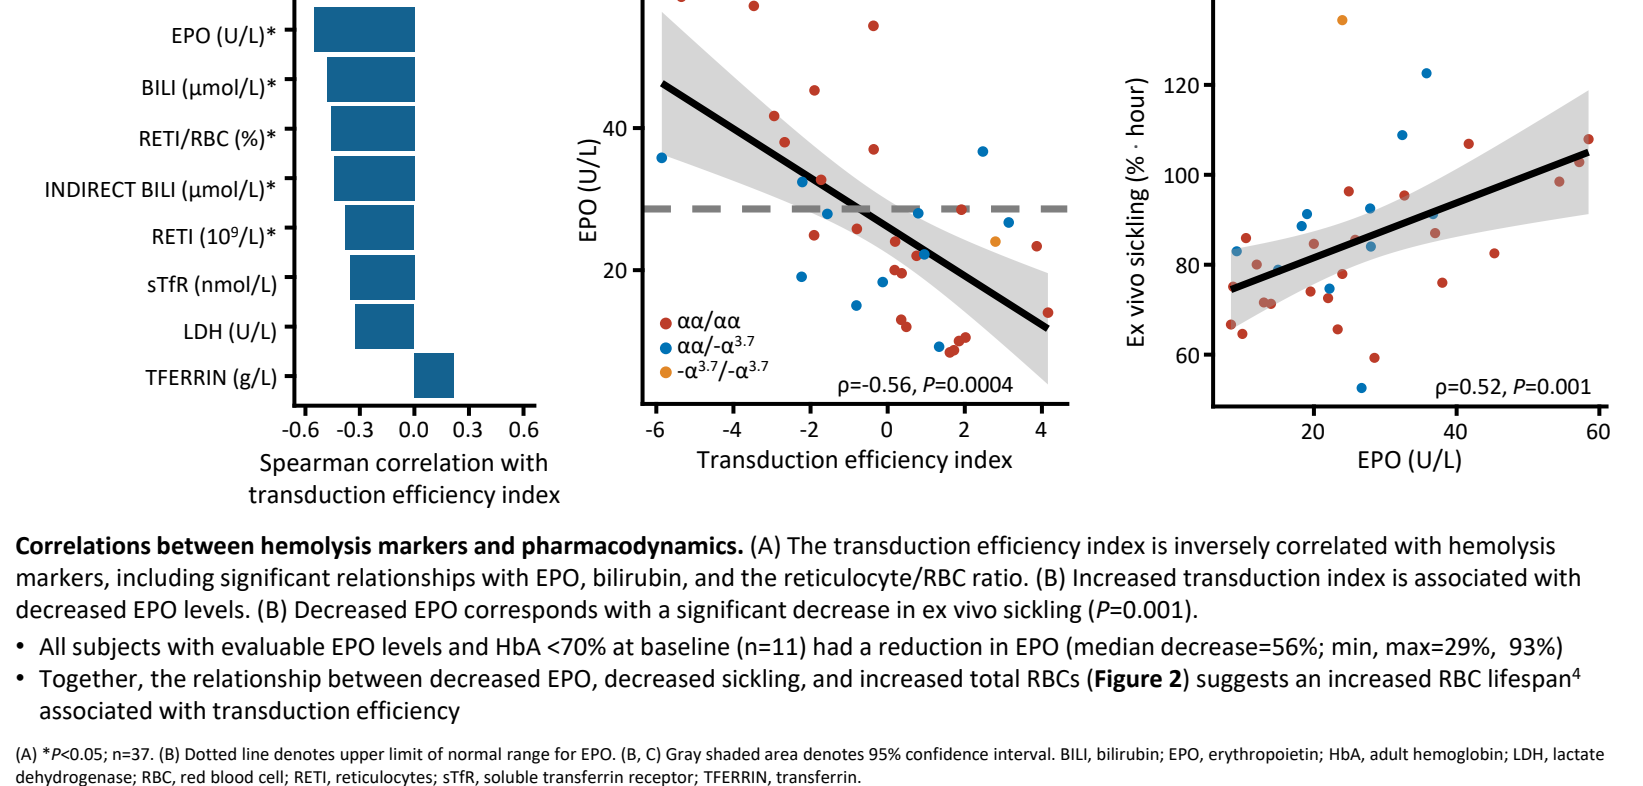 EPO (U/L)*
BILI (µmol/L)*
RETI/RBC (%)*
INDIRECT BILI (µmol/L)*
RETI (10⁹/L)*
sTfR (nmol/L)
LDH (U/L)
TFERRIN (g/L)
-0.6 -0.3 0.0 0.3 0.6
Spearman correlation with
transduction efficiency index
EPO (U/L)
40
20
αα/αα
αα/-α³·⁷
-α³·⁷/-α³·⁷
ρ=-0.56, P=0.0004
-6 -4 -2 0 2 4
Transduction efficiency index
Ex vivo sickling (% · hour)
120
100
80
60
ρ=0.52, P=0.001
20 40 60
EPO (U/L)
Correlations between hemolysis markers and pharmacodynamics. (A) The transduction efficiency index is inversely correlated with hemolysis
markers, including significant relationships with EPO, bilirubin, and the reticulocyte/RBC ratio. (B) Increased transduction index is associated with
decreased EPO levels. (B) Decreased EPO corresponds with a significant decrease in ex vivo sickling (P=0.001).
• All subjects with evaluable EPO levels and HbA <70% at baseline (n=11) had a reduction in EPO (median decrease=56%; min, max=29%, 93%)
• Together, the relationship between decreased EPO, decreased sickling, and increased total RBCs (Figure 2) suggests an increased RBC lifespan⁴
associated with transduction efficiency
(A) *P<0.05; n=37. (B) Dotted line denotes upper limit of normal range for EPO. (B, C) Gray shaded area denotes 95% confidence interval. BILI, bilirubin; EPO, erythropoietin; HbA, adult hemoglobin; LDH, lactate
dehydrogenase; RBC, red blood cell; RETI, reticulocytes; sTfR, soluble transferrin receptor; TFERRIN, transferrin.